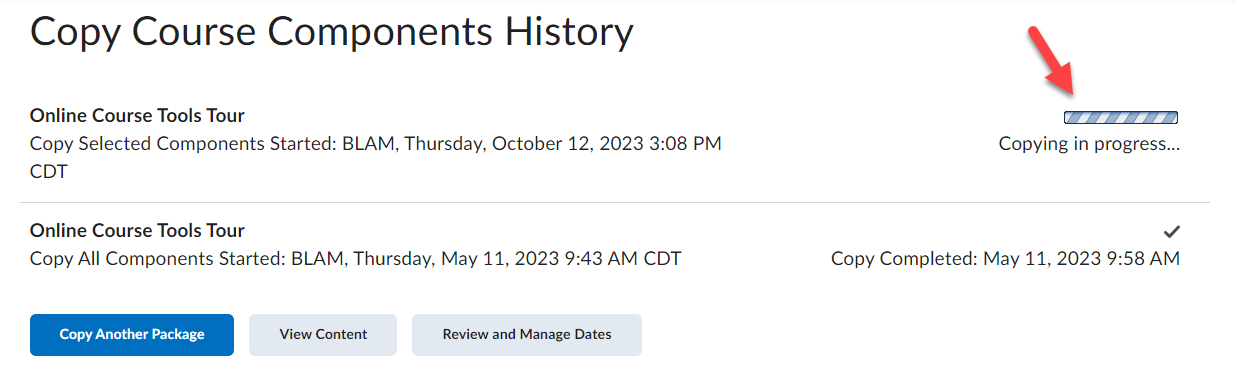 Copy Course Components History
Online Course Tools Tour
Copy Selected Components Started: BLAM, Thursday, October 12, 2023 3:08 PM
CDT
Copying in progress...
Online Course Tools Tour
Copy All Components Started: BLAM, Thursday, May 11, 2023 9:43 AM CDT
Copy Completed: May 11, 2023 9:58 AM
Copy Another Package
View Content
Review and Manage Dates